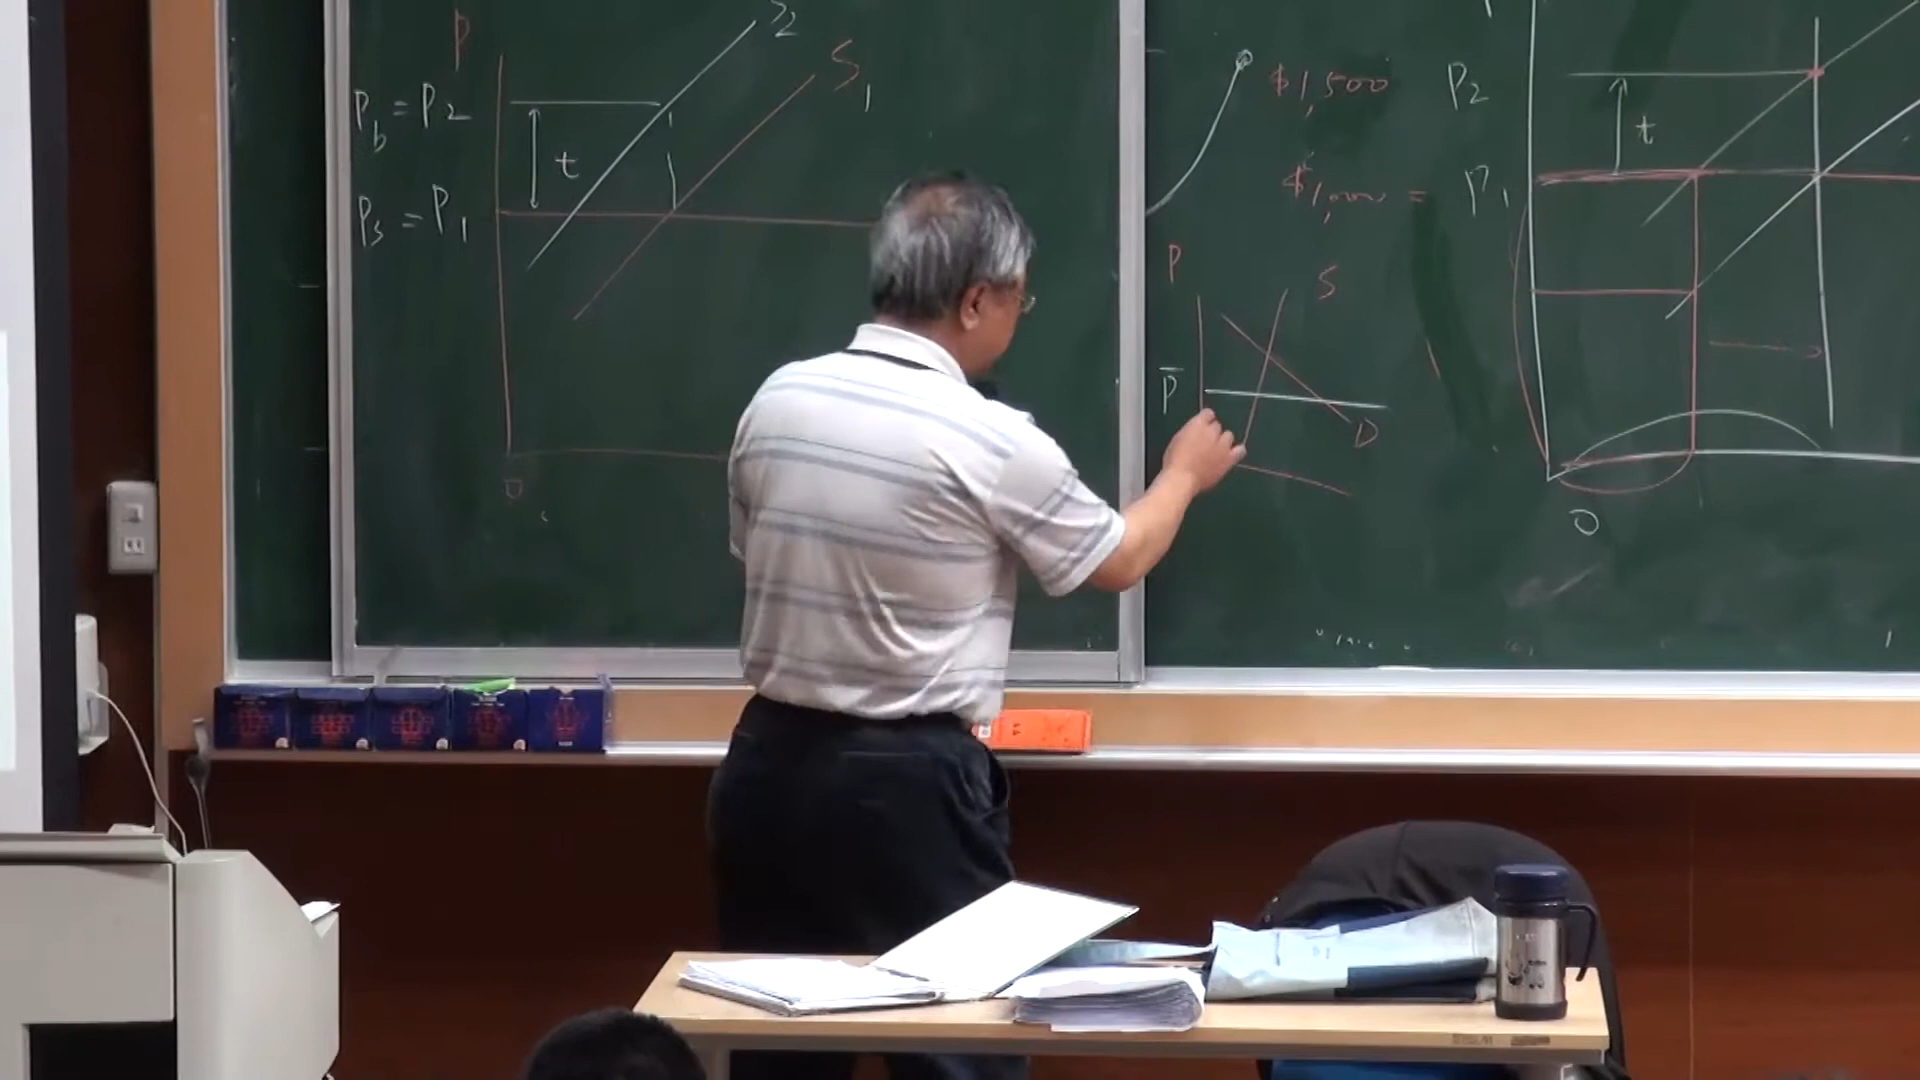 P
S2
S1
Pb = P2
t
Ps = P1
0
$1,500
P2
t
$1,000 = P1
P
S
P̄
D
0